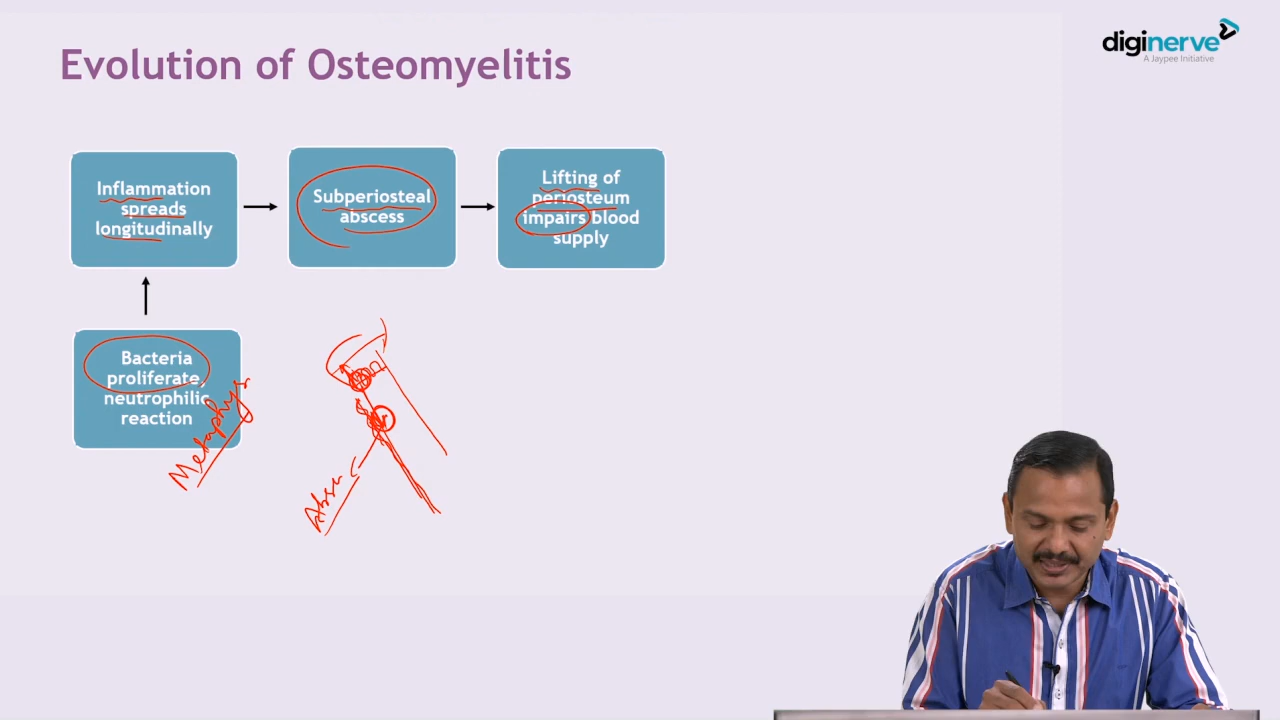 Evolution of Osteomyelitis
diginerve
A Jaypee Initiative
Inflammation
spreads
longitudinally
Subperiosteal
abscess
Lifting of
periosteum
impairs blood
supply
Bacteria
proliferate,
neutrophilic
reaction
Metaphys